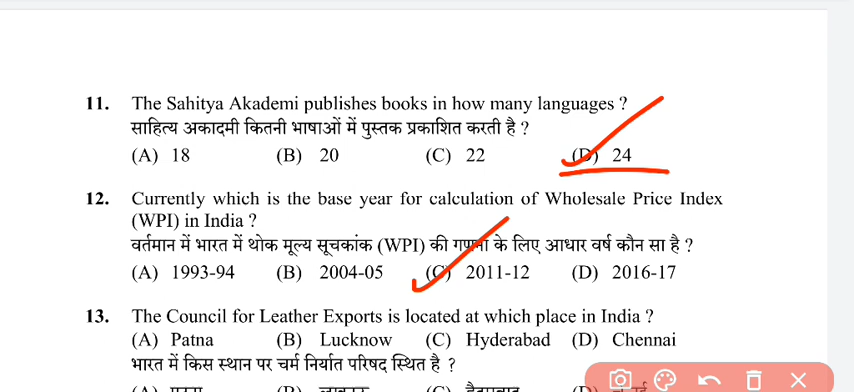 11. The Sahitya Akademi publishes books in how many languages ?
साहित्य अकादमी कितनी भाषाओं में पुस्तक प्रकाशित करती है ?
(A) 18 (B) 20 (C) 22 (D) 24
12. Currently which is the base year for calculation of Wholesale Price Index
(WPI) in India ?
वर्तमान में भारत में थोक मूल्य सूचकांक (WPI) की गणना के लिए आधार वर्ष कौन सा है ?
(A) 1993-94 (B) 2004-05 (C) 2011-12 (D) 2016-17
13. The Council for Leather Exports is located at which place in India ?
(A) Patna (B) Lucknow (C) Hyderabad (D) Chennai
भारत में किस स्थान पर चर्म निर्यात परिषद स्थित है ?